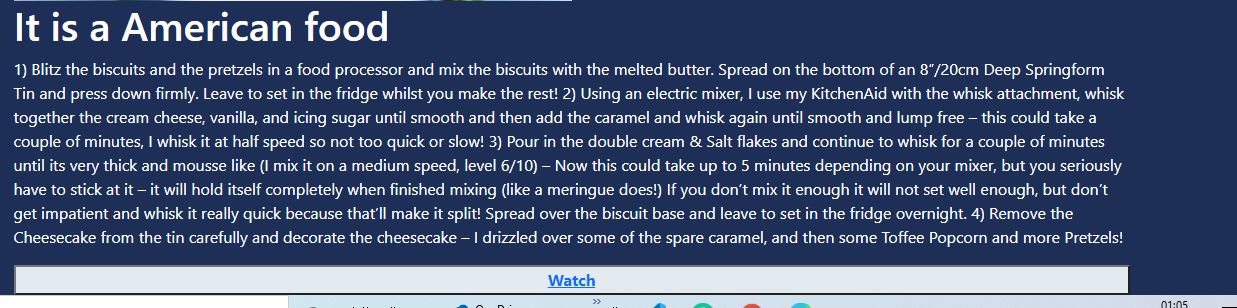 It is a American food
1) Blitz the biscuits and the pretzels in a food processor and mix the biscuits with the melted butter. Spread on the bottom of an 8″/20cm Deep Springform
Tin and press down firmly. Leave to set in the fridge whilst you make the rest! 2) Using an electric mixer, I use my KitchenAid with the whisk attachment, whisk
together the cream cheese, vanilla, and icing sugar until smooth and then add the caramel and whisk again until smooth and lump free – this could take a
couple of minutes, I whisk it at half speed so not too quick or slow! 3) Pour in the double cream & Salt flakes and continue to whisk for a couple of minutes
until its very thick and mousse like (I mix it on a medium speed, level 6/10) – Now this could take up to 5 minutes depending on your mixer, but you seriously
have to stick at it – it will hold itself completely when finished mixing (like a meringue does!) If you don’t mix it enough it will not set well enough, but don’t
get impatient and whisk it really quick because that’ll make it split! Spread over the biscuit base and leave to set in the fridge overnight. 4) Remove the
Cheesecake from the tin carefully and decorate the cheesecake – I drizzled over some of the spare caramel, and then some Toffee Popcorn and more Pretzels!
Watch
01:05